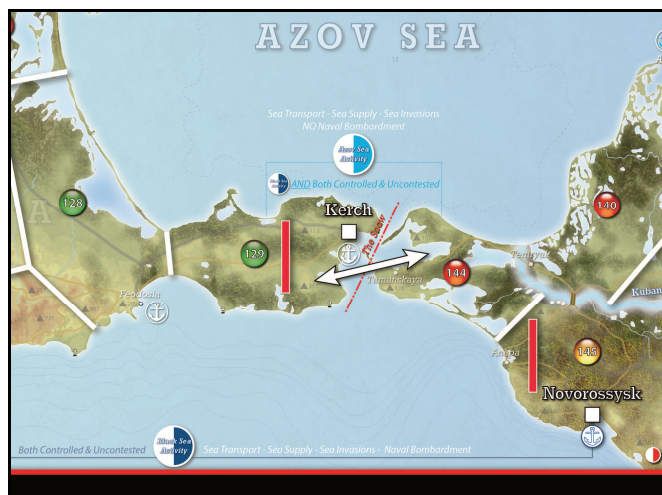 AZOV SEA
Sea Transport - Sea Supply - Sea Invasions
NO Naval Bombardment
Azov Sea
Activity
AND Both Controlled & Uncontested
128
Kerch
The Snow
140
129
144
Tamanskaya
Temryuk
Kuban
Feodosia
Anapa
145
Novorossysk
Black Sea
Activity
Both Controlled & Uncontested
Sea Transport - Sea Supply - Sea Invasions - Naval Bombardment